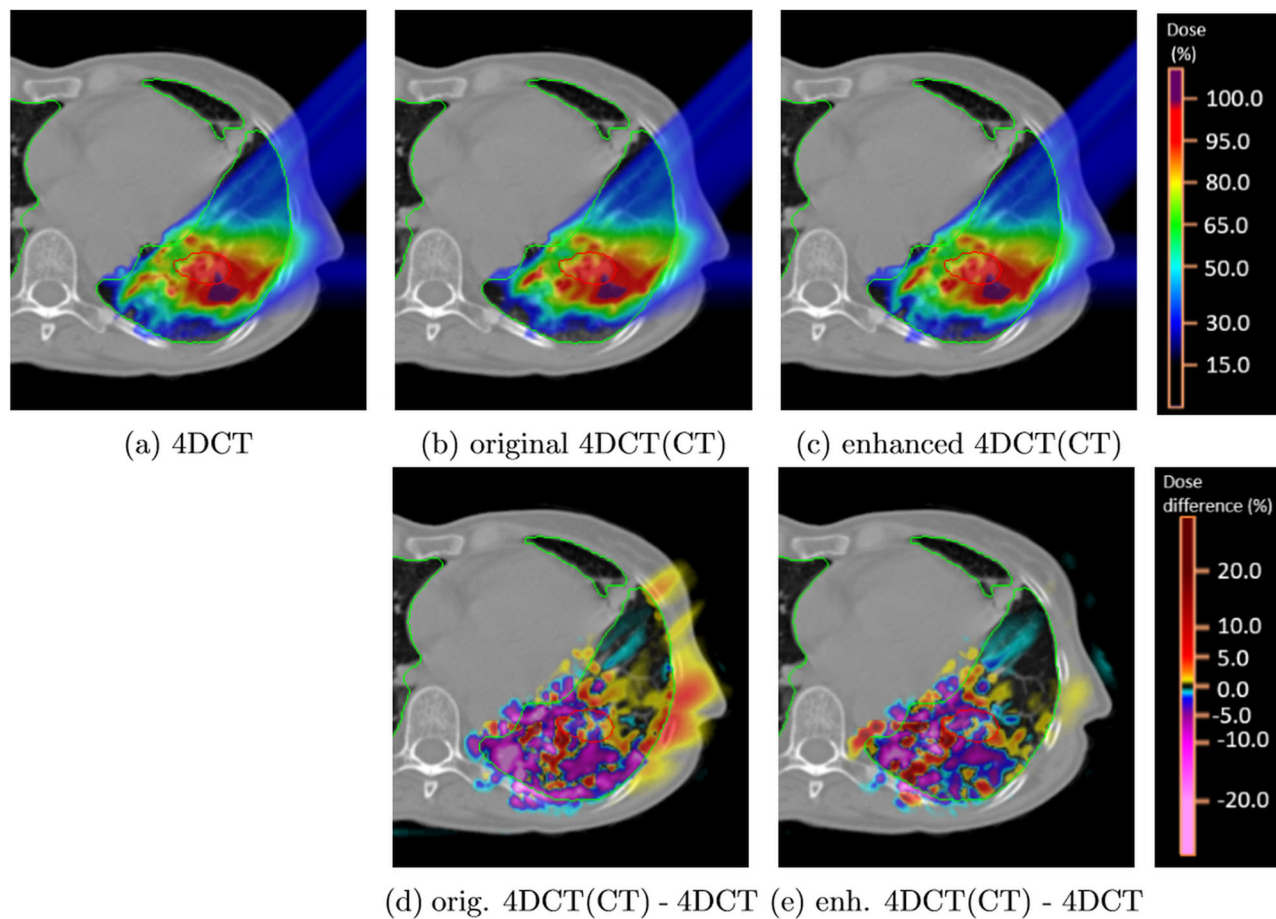 Dose
(%)
100.0
95.0
80.0
65.0
50.0
30.0
15.0
(a) 4DCT
(b) original 4DCT(CT)
(c) enhanced 4DCT(CT)
Dose
difference (%)
20.0
10.0
5.0
0.0
-5.0
-10.0
-20.0
(d) orig. 4DCT(CT) - 4DCT
(e) enh. 4DCT(CT) - 4DCT